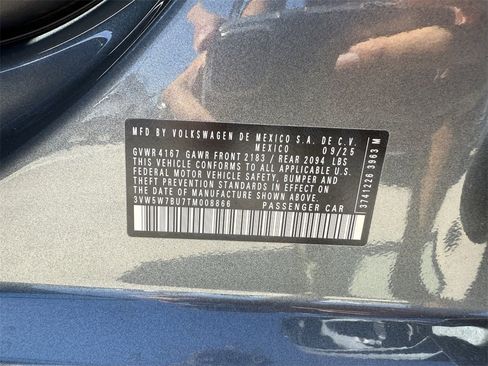 MFD BY VOLKSWAGEN DE MEXICO S.A. DE C.V.
MEXICO 09/25
GVWR 4167 GAWR FRONT 2183 / REAR 2094 LBS
THIS VEHICLE CONFORMS TO ALL APPLICABLE U.S.
FEDERAL MOTOR VEHICLE SAFETY, BUMPER AND
THEFT PREVENTION STANDARDS IN EFFECT ON
THE DATE OF MANUFACTURE SHOWN ABOVE.
3VW5W7BU7TM008866 PASSENGER CAR
3741226 3963 M